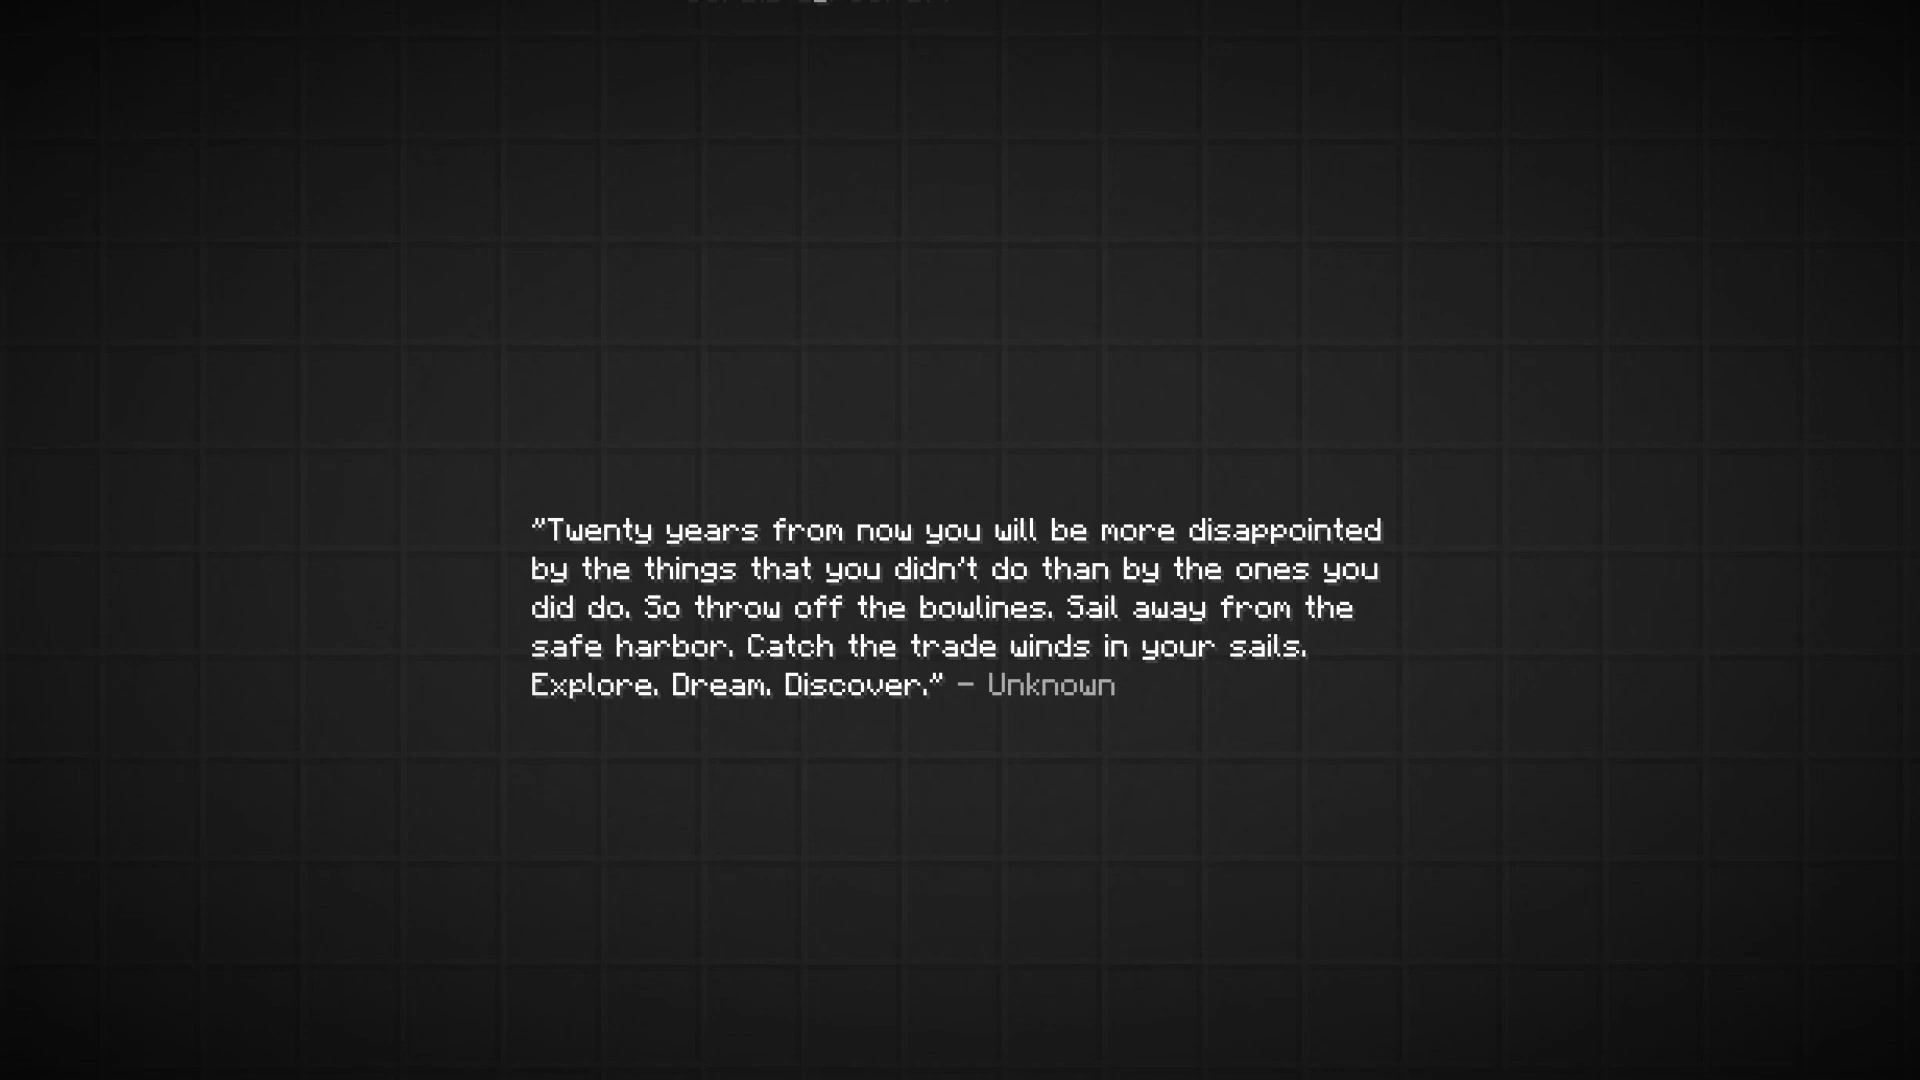 "Twenty years from now you will be more disappointed
by the things that you didn't do than by the ones you
did do. So throw off the bowlines. Sail away from the
safe harbor. Catch the trade winds in your sails.
Explore. Dream. Discover." – Unknown